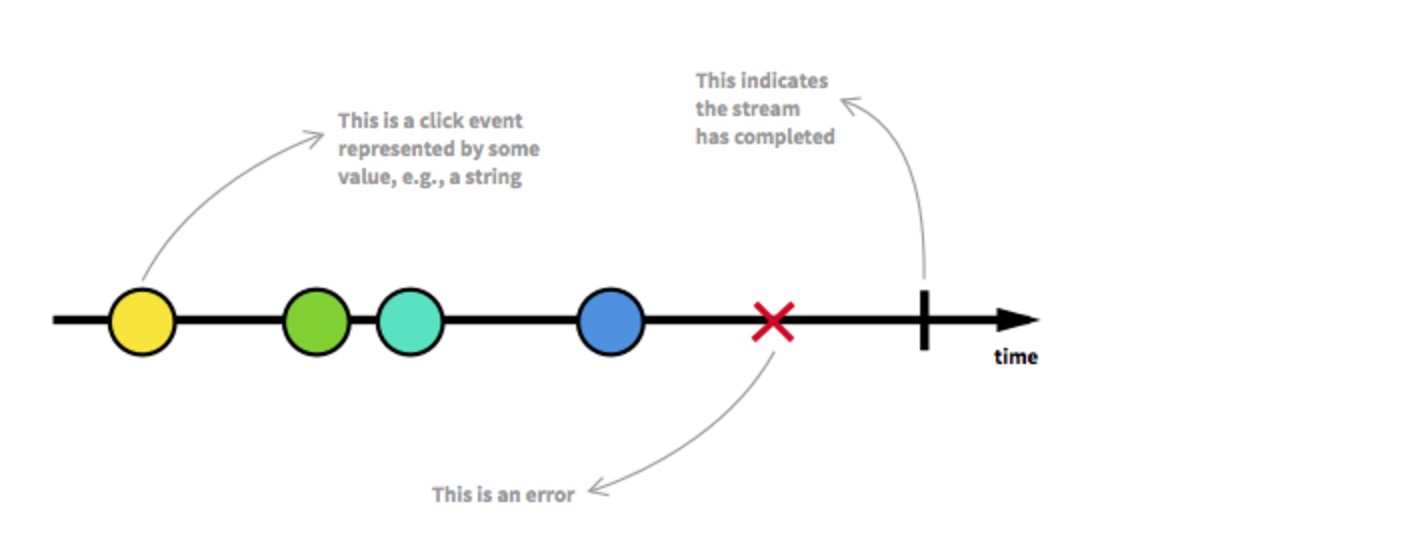 This indicates
the stream
has completed
This is a click event
represented by some
value, e.g., a string
time
This is an error